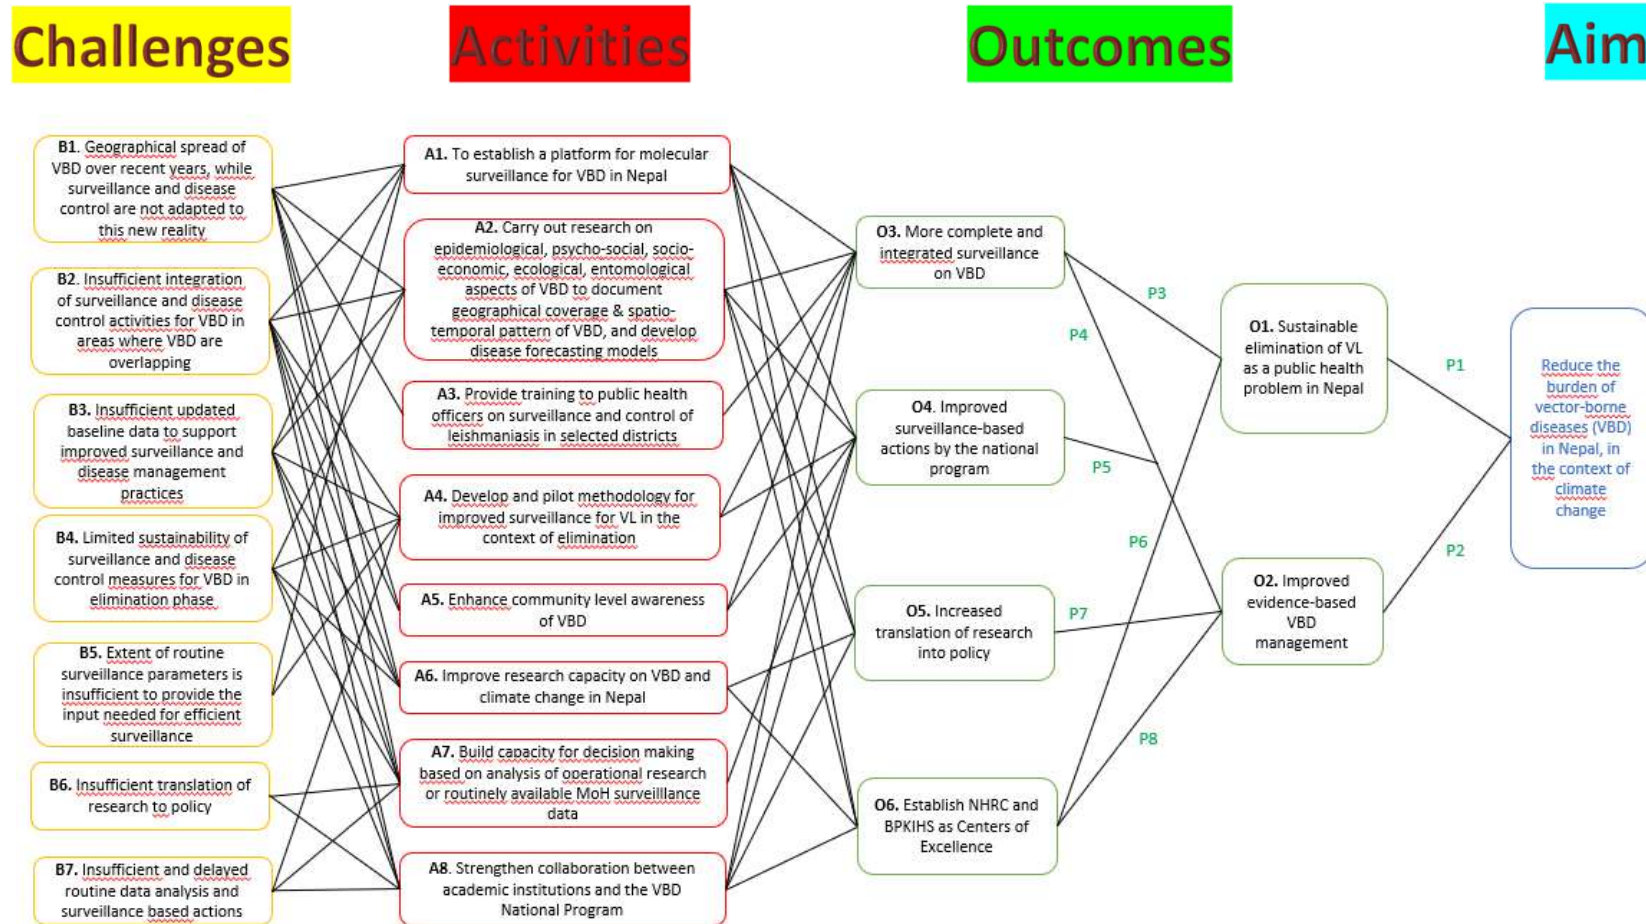 Challenges
Activities
Outcomes
Aim
B1. Geographical spread of
VBD over recent years, while
surveillance and disease
control are not adapted to
this new reality
B2. Insufficient integration
of surveillance and disease
control activities for VBD in
areas where VBD are
overlapping
B3. Insufficient updated
baseline data to support
improved surveillance and
disease management
practices
B4. Limited sustainability of
surveillance and disease
control measures for VBD in
elimination phase
B5. Extent of routine
surveillance parameters is
insufficient to provide the
input needed for efficient
surveillance
B6. Insufficient translation of
research to policy
B7. Insufficient and delayed
routine data analysis and
surveillance based actions
A1. To establish a platform for molecular
surveillance for VBD in Nepal
A2. Carry out research on
epidemiological, psycho-social, socio-
economic, ecological, entomological
aspects of VBD to document
geographical coverage & spatio-
temporal pattern of VBD, and develop
disease forecasting models
A3. Provide training to public health
officers on surveillance and control of
leishmaniasis in selected districts
A4. Develop and pilot methodology for
improved surveillance for VL in the
context of elimination
A5. Enhance community level awareness
of VBD
A6. Improve research capacity on VBD and
climate change in Nepal
A7. Build capacity for decision making
based on analysis of operational research
or routinely available MoH surveilllance
data
A8. Strengthen collaboration between
academic institutions and the VBD
National Program
O3. More complete and
integrated surveillance
on VBD
O4. Improved
surveillance-based
actions by the national
program
O5. Increased
translation of research
into policy
O6. Establish NHRC and
BPKIHS as Centers of
Excellence
P3
P4
P5
P6
P7
P8
O1. Sustainable
elimination of VL
as a public health
problem in Nepal
O2. Improved
evidence-based
VBD
management
P1
P2
Reduce the
burden of
vector-borne
diseases (VBD)
in Nepal, in
the context of
climate
change